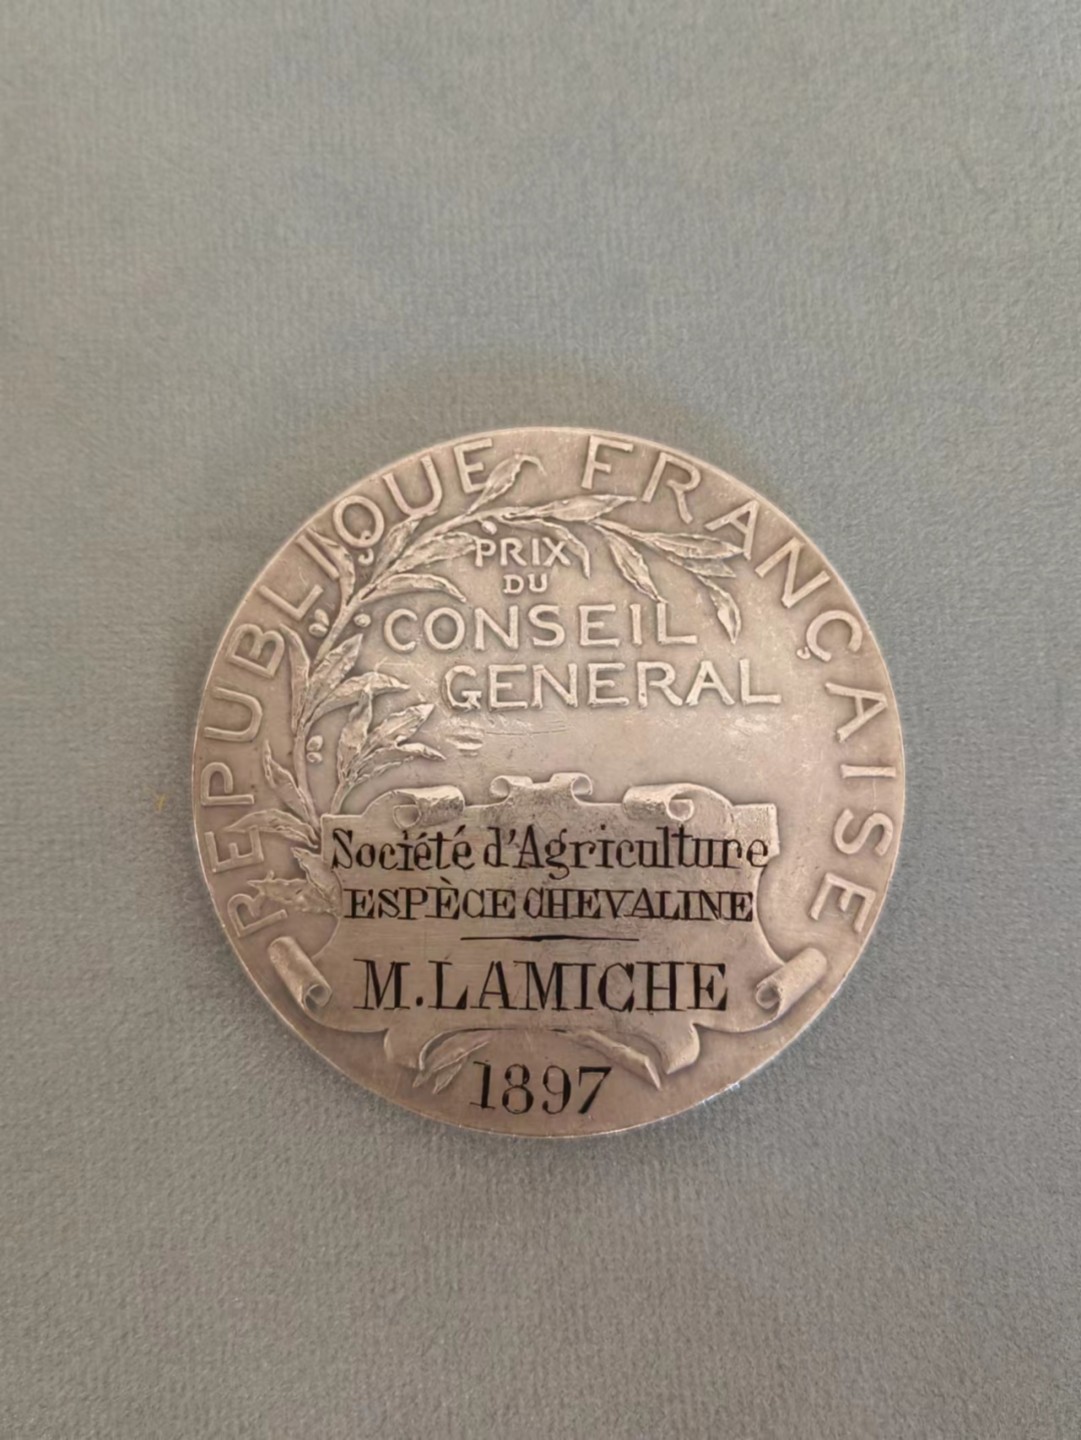 REPUBLIQUE FRANÇAISE
PRIX
DU
CONSEIL
GENERAL
Société d'Agriculture
ESPÈCE CHEVALINE
M. LAMICHE
1897